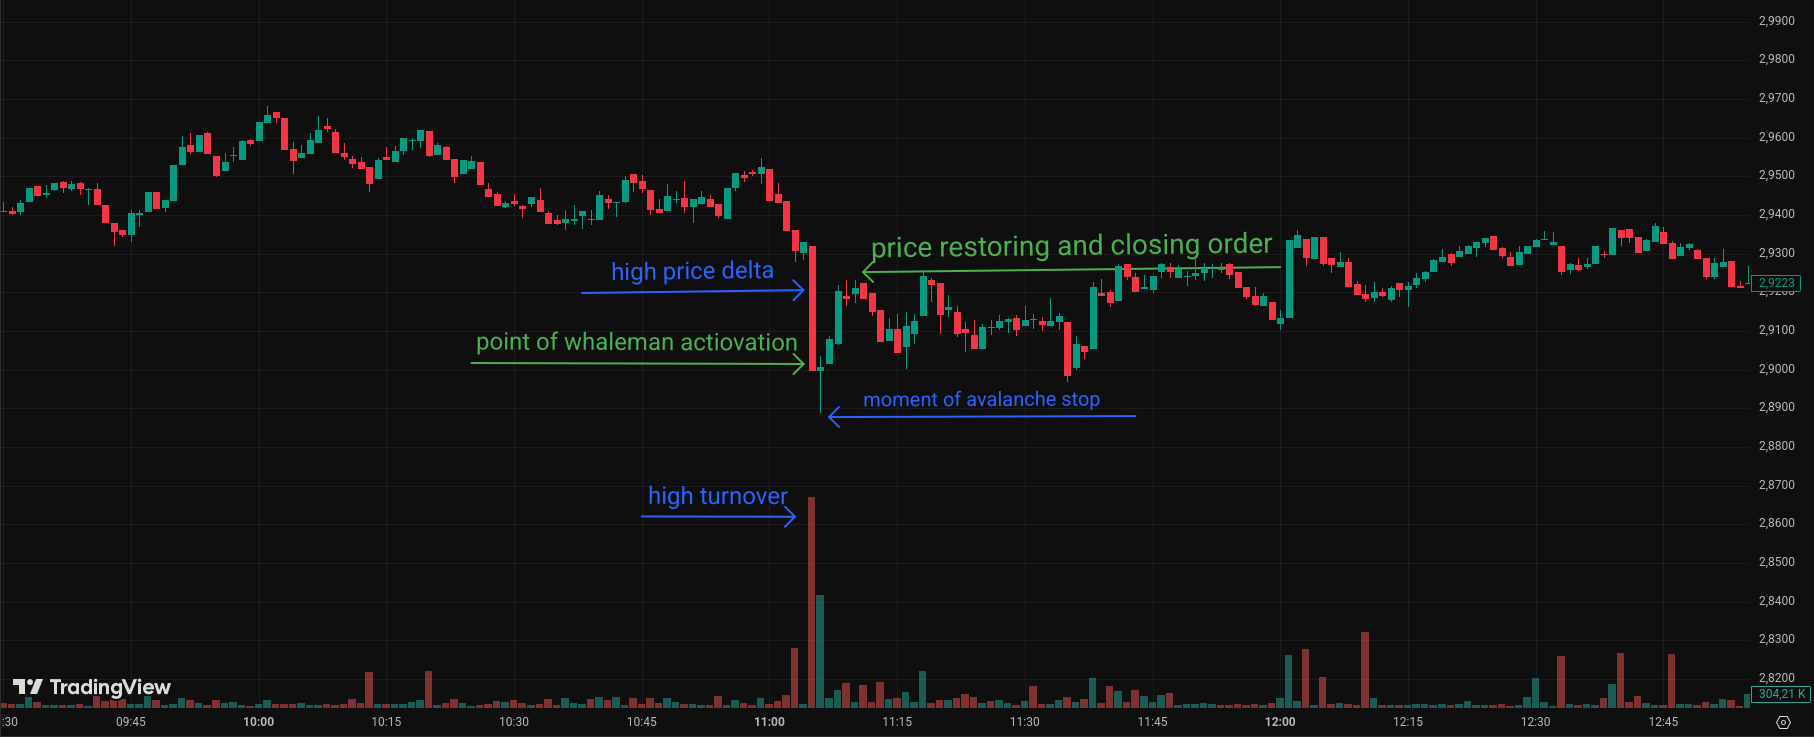 2,9900
2,9800
2,9700
2,9600
2,9500
2,9400
price restoring and closing order
2,9300
high price delta
2,9223
2,9100
point of whaleman actiovation
2,9000
moment of avalanche stop
2,8900
2,8800
2,8700
high turnover
2,8600
2,8500
2,8400
2,8300
2,8200
TradingView
304,21 K
:30 09:45 10:00 10:15 10:30 10:45 11:00 11:15 11:30 11:45 12:00 12:15 12:30 12:45